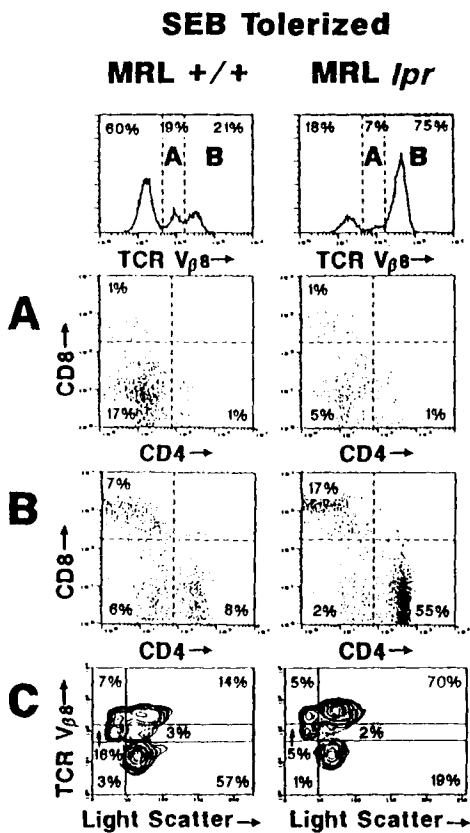 SEB Tolerized
MRL +/+ MRL lpr
60% 19% 21% 18% 7% 75%
A B A B
TCR Vβ8→ TCR Vβ8→
A
1% 1%
CD8→
17% 1% 5% 1%
CD4→ CD4→
B
7% 17%
CD8→
6% 8% 2% 55%
CD4→ CD4→
C
7% 14% 5% 70%
TCR Vβ8→
3% 2%
16% 5%
3% 57% 1% 19%
Light Scatter→ Light Scatter→